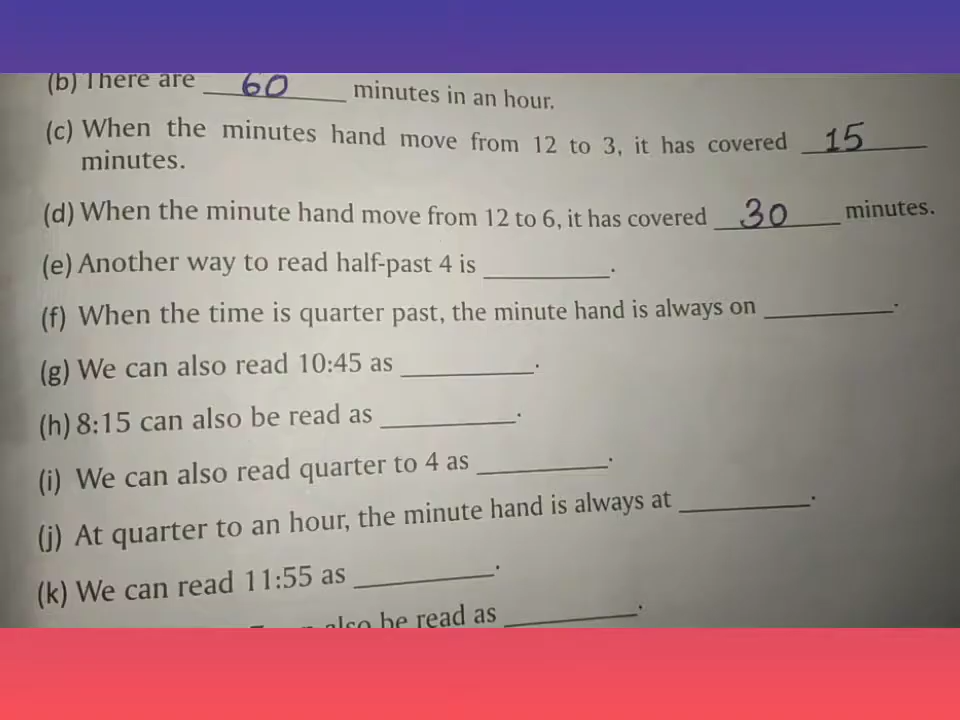 (b) There are 60 minutes in an hour.
(c) When the minutes hand move from 12 to 3, it has covered 15
minutes.
(d) When the minute hand move from 12 to 6, it has covered 30 minutes.
(e) Another way to read half-past 4 is ________.
(f) When the time is quarter past, the minute hand is always on ________.
(g) We can also read 10:45 as ________.
(h) 8:15 can also be read as ________.
(i) We can also read quarter to 4 as ________.
(j) At quarter to an hour, the minute hand is always at ________.
(k) We can read 11:55 as ________.
also be read as ________.